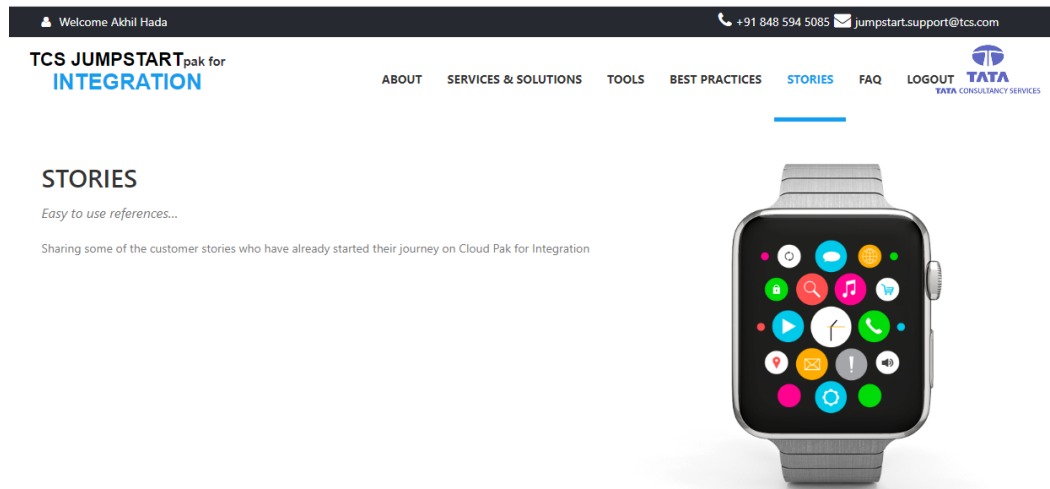 Welcome Akhil Hada
+91 848 594 5085 jumpstart.support@tcs.com
TCS JUMPSTARTpak for
INTEGRATION
ABOUT SERVICES & SOLUTIONS TOOLS BEST PRACTICES STORIES FAQ LOGOUT
TATA
TATA CONSULTANCY SERVICES
STORIES
Easy to use references...
Sharing some of the customer stories who have already started their journey on Cloud Pak for Integration